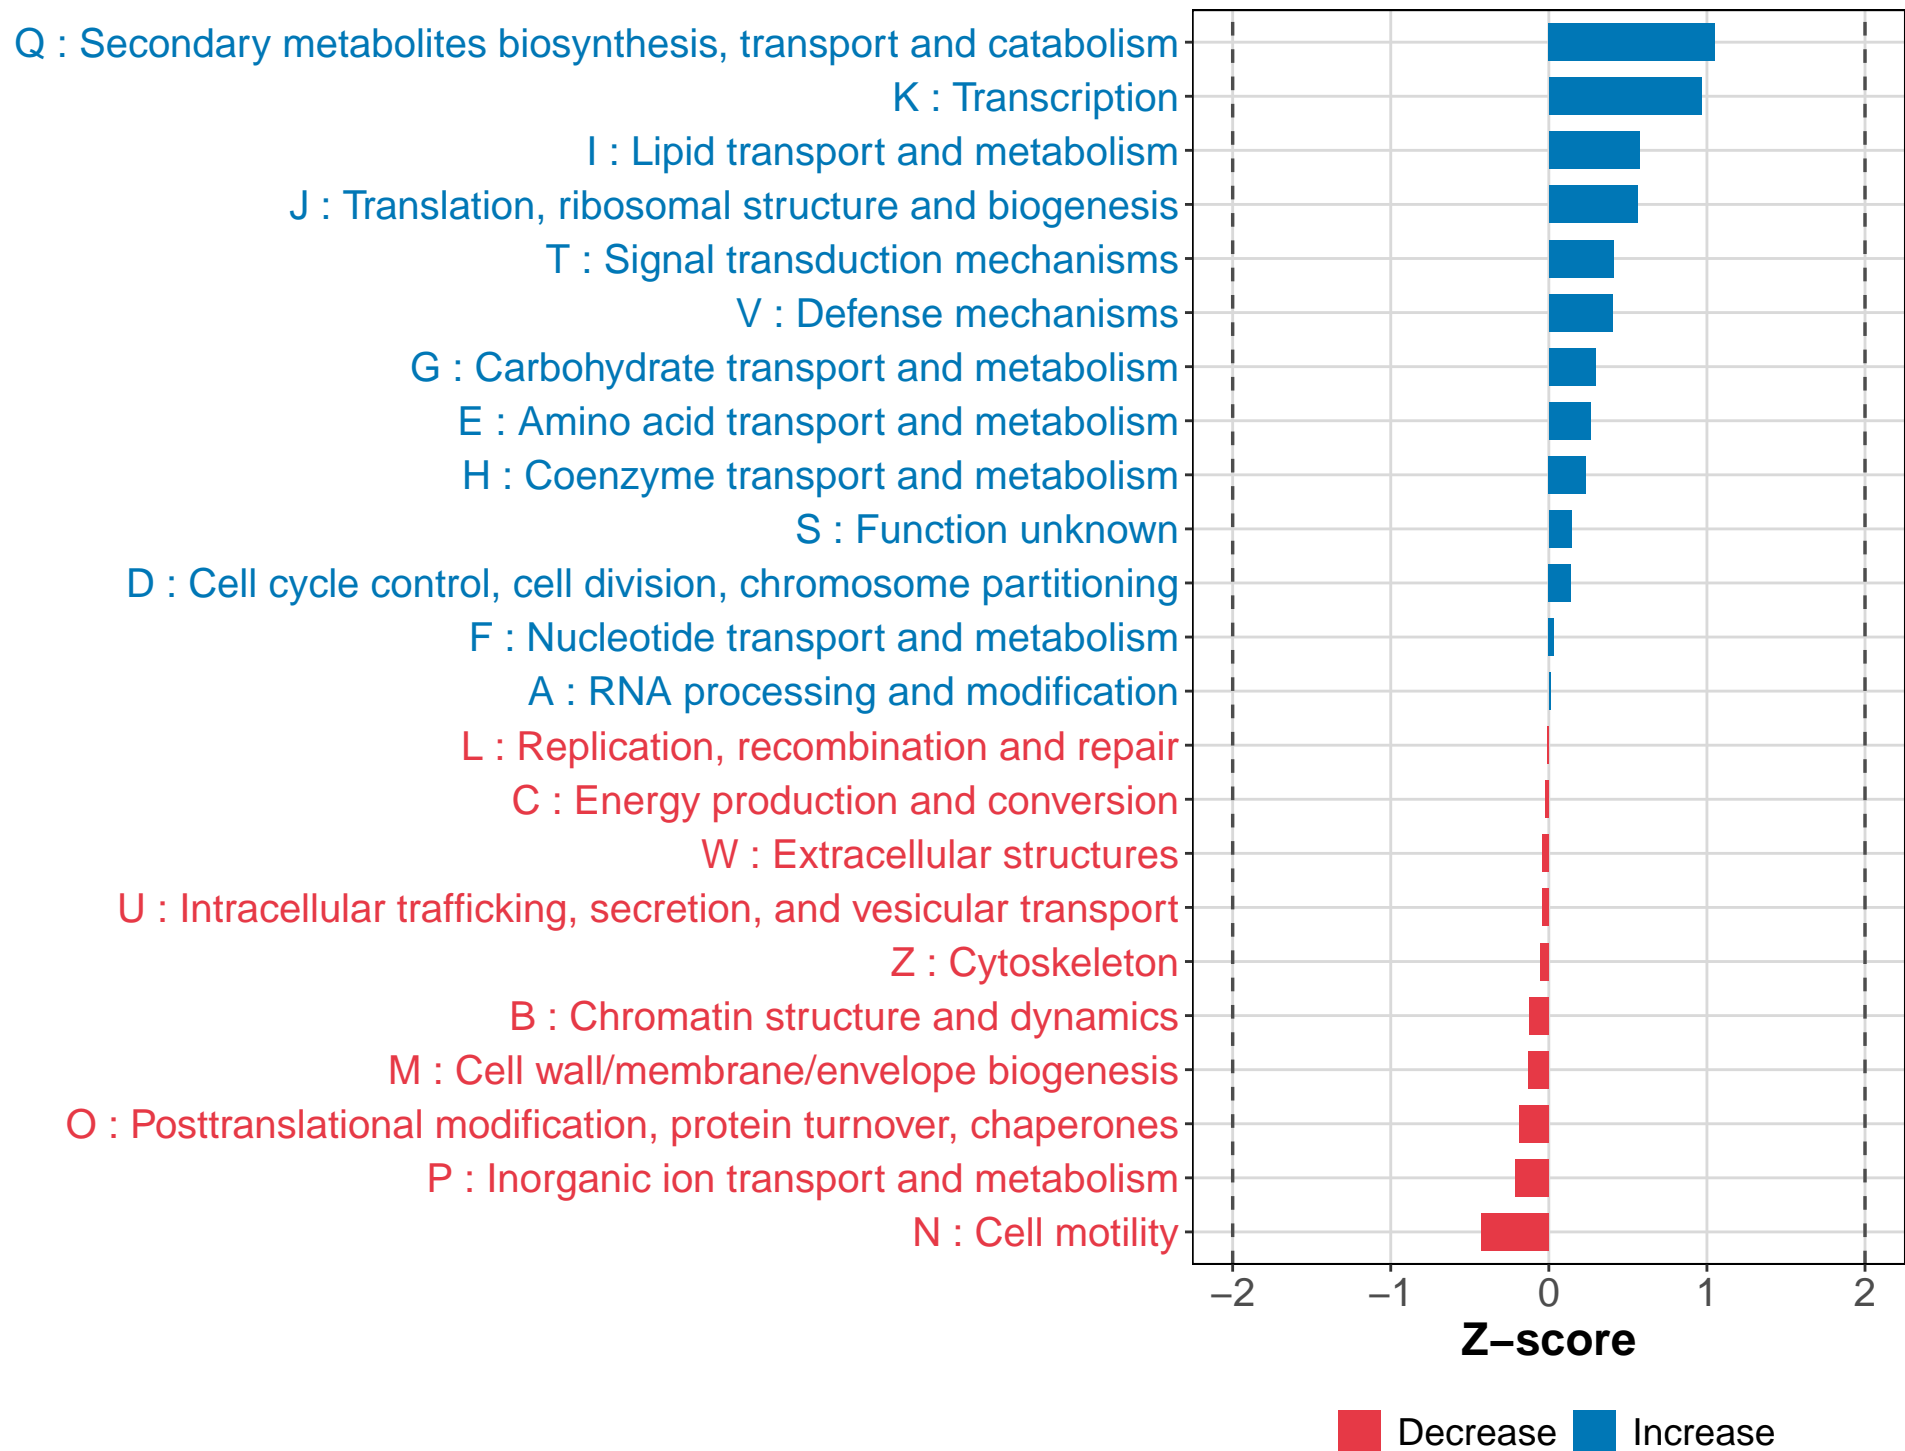 Q : Secondary metabolites biosynthesis, transport and catabolism
K : Transcription
I : Lipid transport and metabolism
J : Translation, ribosomal structure and biogenesis
T : Signal transduction mechanisms
V : Defense mechanisms
G : Carbohydrate transport and metabolism
E : Amino acid transport and metabolism
H : Coenzyme transport and metabolism
S : Function unknown
D : Cell cycle control, cell division, chromosome partitioning
F : Nucleotide transport and metabolism
A : RNA processing and modification
L : Replication, recombination and repair
C : Energy production and conversion
W : Extracellular structures
U : Intracellular trafficking, secretion, and vesicular transport
Z : Cytoskeleton
B : Chromatin structure and dynamics
M : Cell wall/membrane/envelope biogenesis
O : Posttranslational modification, protein turnover, chaperones
P : Inorganic ion transport and metabolism
N : Cell motility
−2 −1 0 1 2
Z−score
Decrease Increase